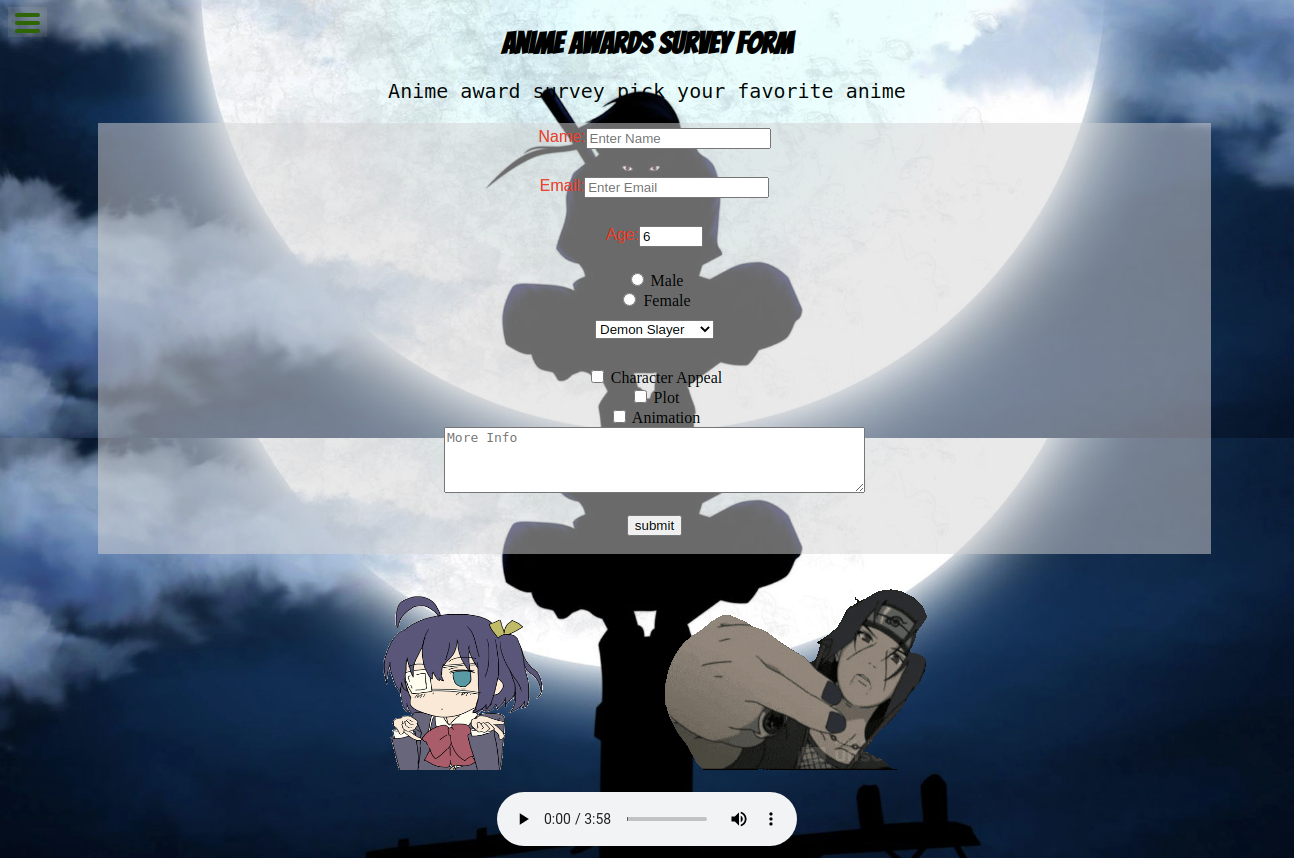 ANIME AWARDS SURVEY FORM
Anime award survey pick your favorite anime
Name: Enter Name
Email: Enter Email
Age: 6
Male
Female
Demon Slayer
Character Appeal
Plot
Animation
More Info
submit
0:00 / 3:58